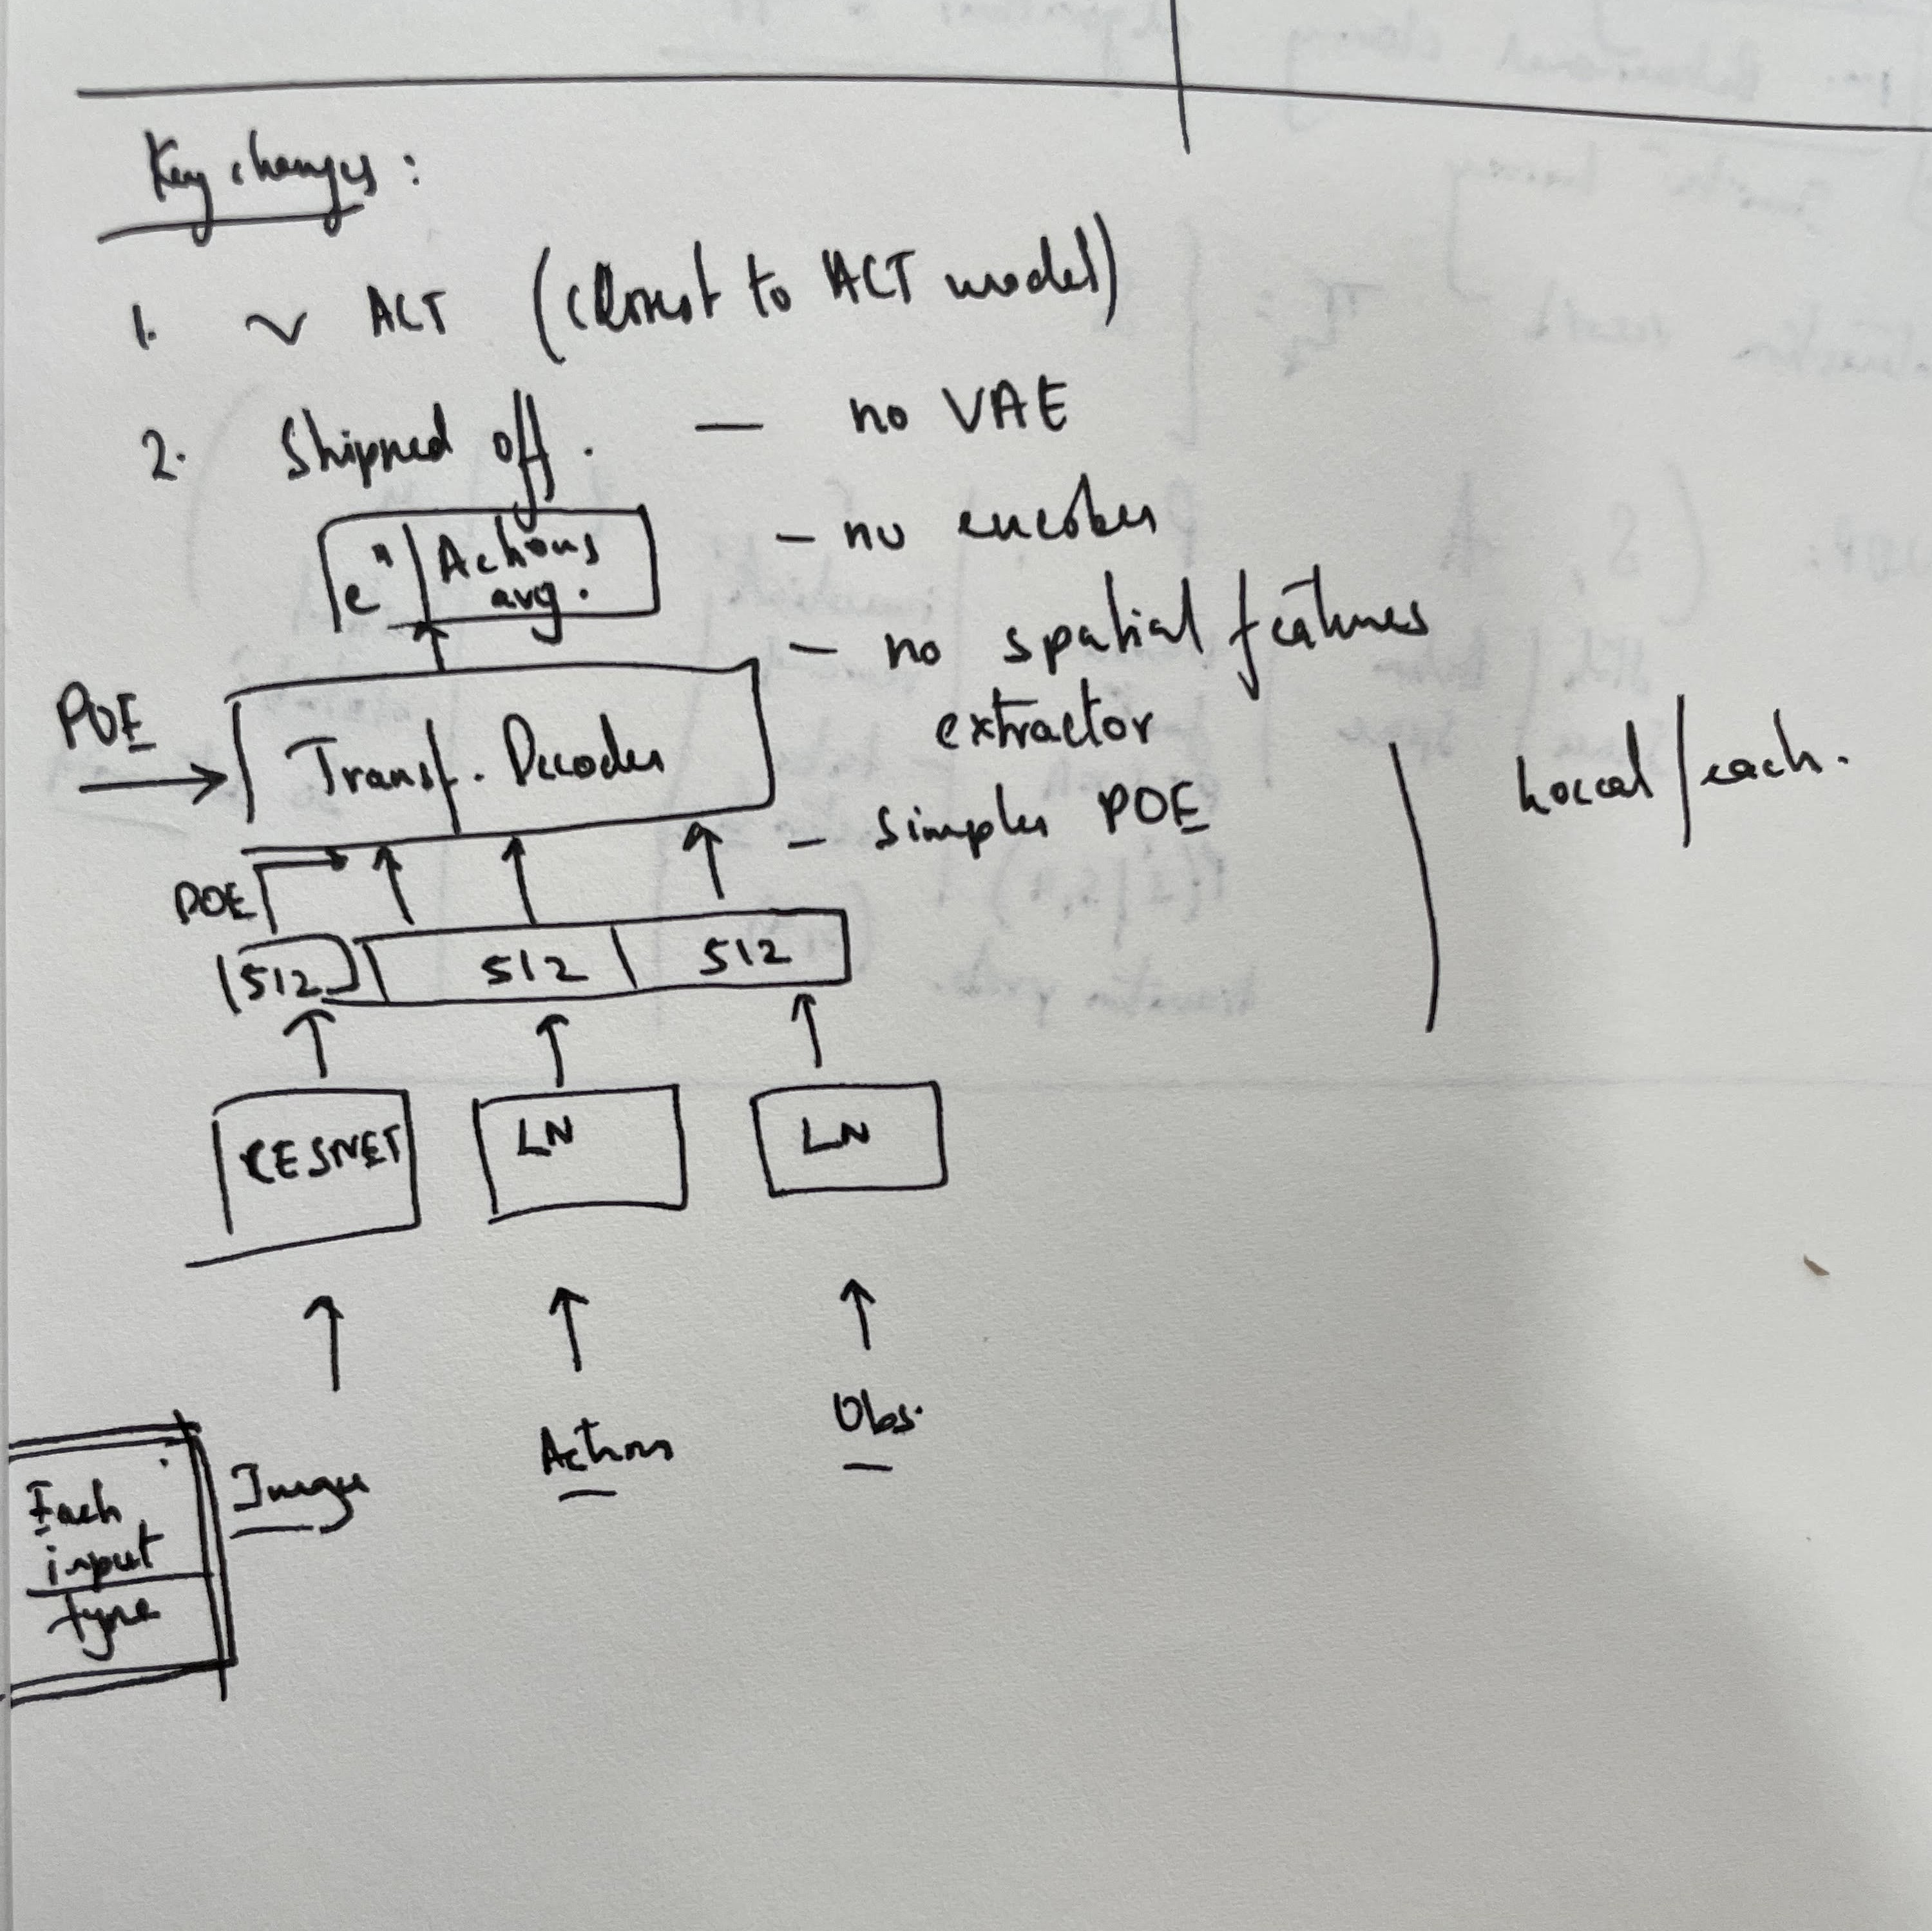 Key changes:
1. ~ ACT (closest to ACT model)
2. Shipned off. — no VAE
- no encoder
e^n | Actions
avg.
- no spatial features
extractor
POE
Transf. Decoder
- simpler POE
/each.
POE
512 512 512
RESNET LN LN
Image Actions Obs.
Each
input
type